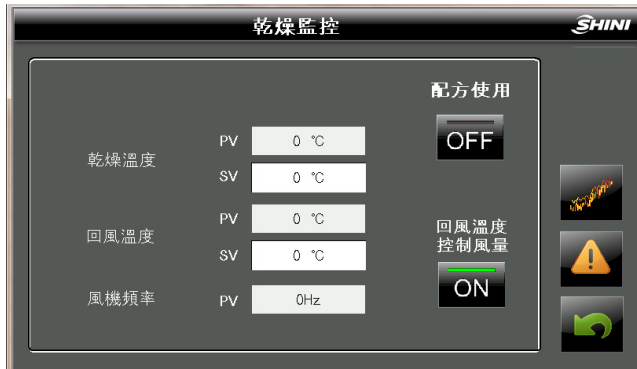 乾燥監控
SHINI
配方使用
OFF
乾燥溫度
PV 0 ℃
SV 0 ℃
回風溫度
PV 0 ℃
SV 0 ℃
回風溫度
控制風量
ON
風機頻率
PV 0Hz